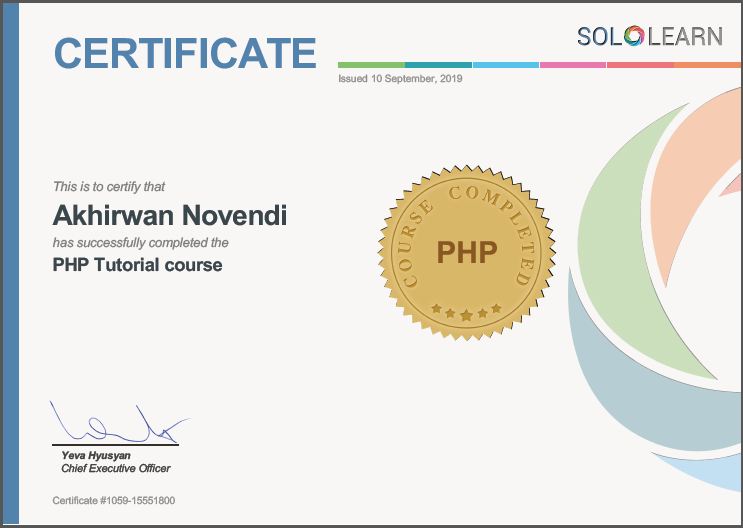 CERTIFICATE
SOLOLEARN
Issued 10 September, 2019
This is to certify that
Akhirwan Novendi
has successfully completed the
PHP Tutorial course
COURSE COMPLETED
PHP
Yeva Hyusyan
Chief Executive Officer
Certificate #1059-15551800